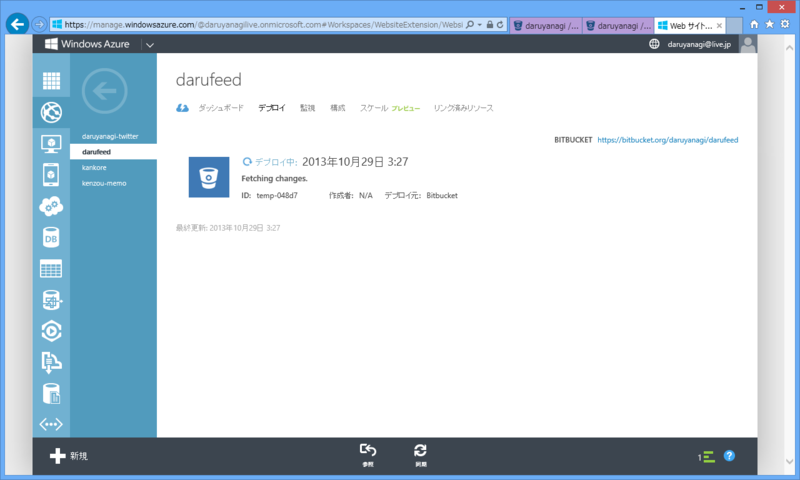 https://manage.windowsazure.com/@daruyanagilive.onmicrosoft.com#Workspaces/WebsiteExtension/Websi
daruyanagi /...
daruyanagi /...
Web サイト...
Windows Azure
daruyanagi@live.jp
darufeed
ダッシュボード デプロイ 監視 構成 スケール プレビュー リンク済みリソース
daruyanagi-twitter
darufeed
kankore
kenzou-memo
BITBUCKET https://bitbucket.org/daruyanagi/darufeed
デプロイ中: 2013年10月29日 3:27
Fetching changes.
ID: temp-048d7 作成者: N/A デプロイ元: Bitbucket
最終更新: 2013年10月29日 3:27
DB
新規
参照
同期
1
?